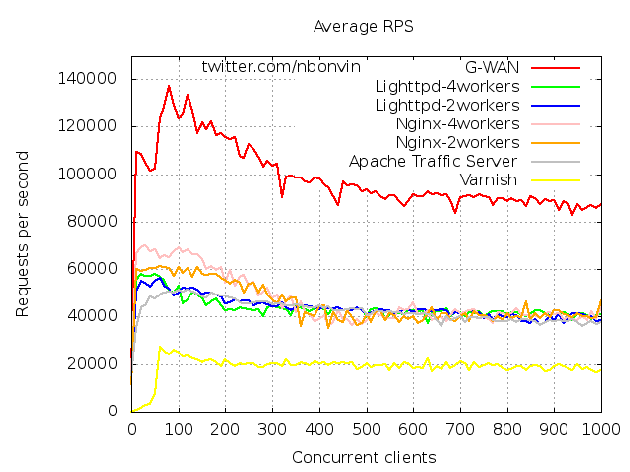 Average RPS
twitter.com/nbonvin
G-WAN
Lighttpd-4workers
Lighttpd-2workers
Nginx-4workers
Nginx-2workers
Apache Traffic Server
Varnish
Requests per second
140000
120000
100000
80000
60000
40000
20000
0
0 100 200 300 400 500 600 700 800 900 1000
Concurrent clients